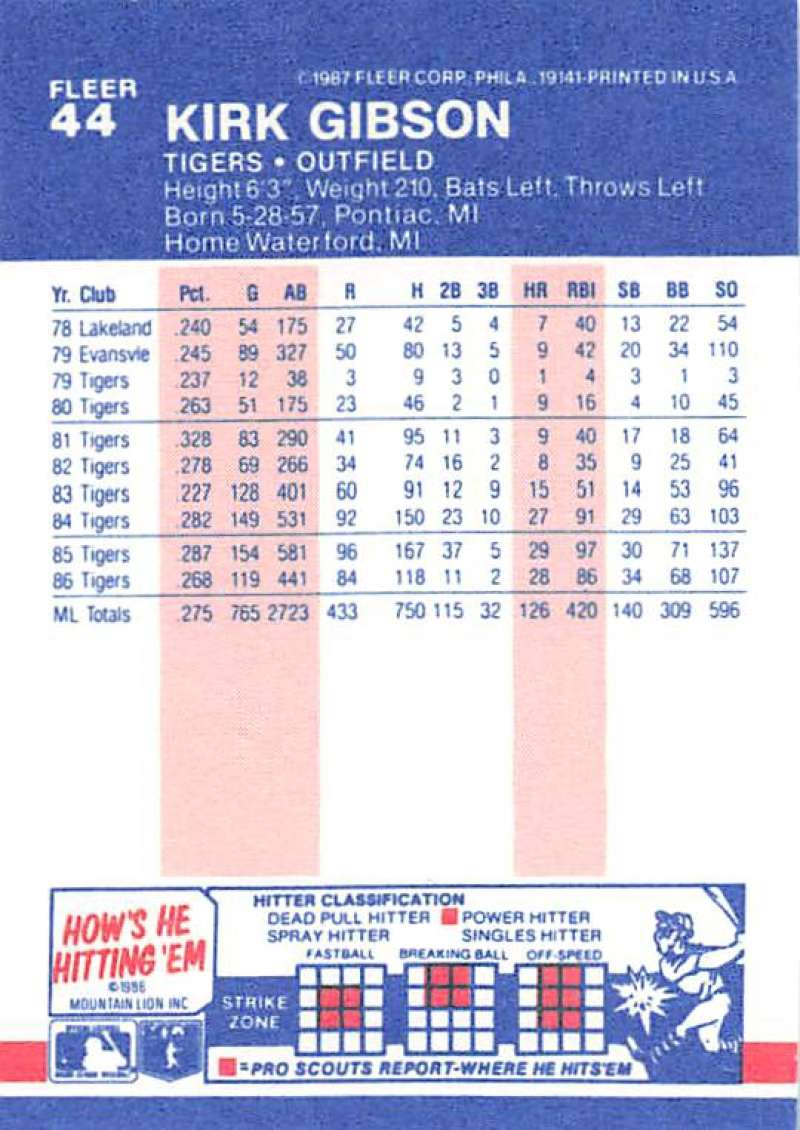 ©1987 FLEER CORP. PHILA. 19141-PRINTED IN U.S.A
FLEER
44 KIRK GIBSON
TIGERS • OUTFIELD
Height 6'3", Weight 210, Bats Left, Throws Left
Born 5-28-57, Pontiac, MI
Home Waterford, MI
Yr. Club Pct. G AB R H 2B 3B HR RBI SB BB SO
78 Lakeland .240 54 175 27 42 5 4 7 40 13 22 54
79 Evansvle .245 89 327 50 80 13 5 9 42 20 34 110
79 Tigers .237 12 38 3 9 3 0 1 4 3 1 3
80 Tigers .263 51 175 23 46 2 1 9 16 4 10 45
81 Tigers .328 83 290 41 95 11 3 9 40 17 18 64
82 Tigers .278 69 266 34 74 16 2 8 35 9 25 41
83 Tigers .227 128 401 60 91 12 9 15 51 14 53 96
84 Tigers .282 149 531 92 150 23 10 27 91 29 63 103
85 Tigers .287 154 581 96 167 37 5 29 97 30 71 137
86 Tigers .268 119 441 84 118 11 2 28 86 34 68 107
ML Totals .275 765 2723 433 750 115 32 126 420 140 309 596
HOW'S HE
HITTING 'EM
©1986
MOUNTAIN LION INC
HITTER CLASSIFICATION
DEAD PULL HITTER POWER HITTER
SPRAY HITTER SINGLES HITTER
FASTBALL BREAKING BALL OFF-SPEED
STRIKE
ZONE
=PRO SCOUTS REPORT-WHERE HE HITS'EM